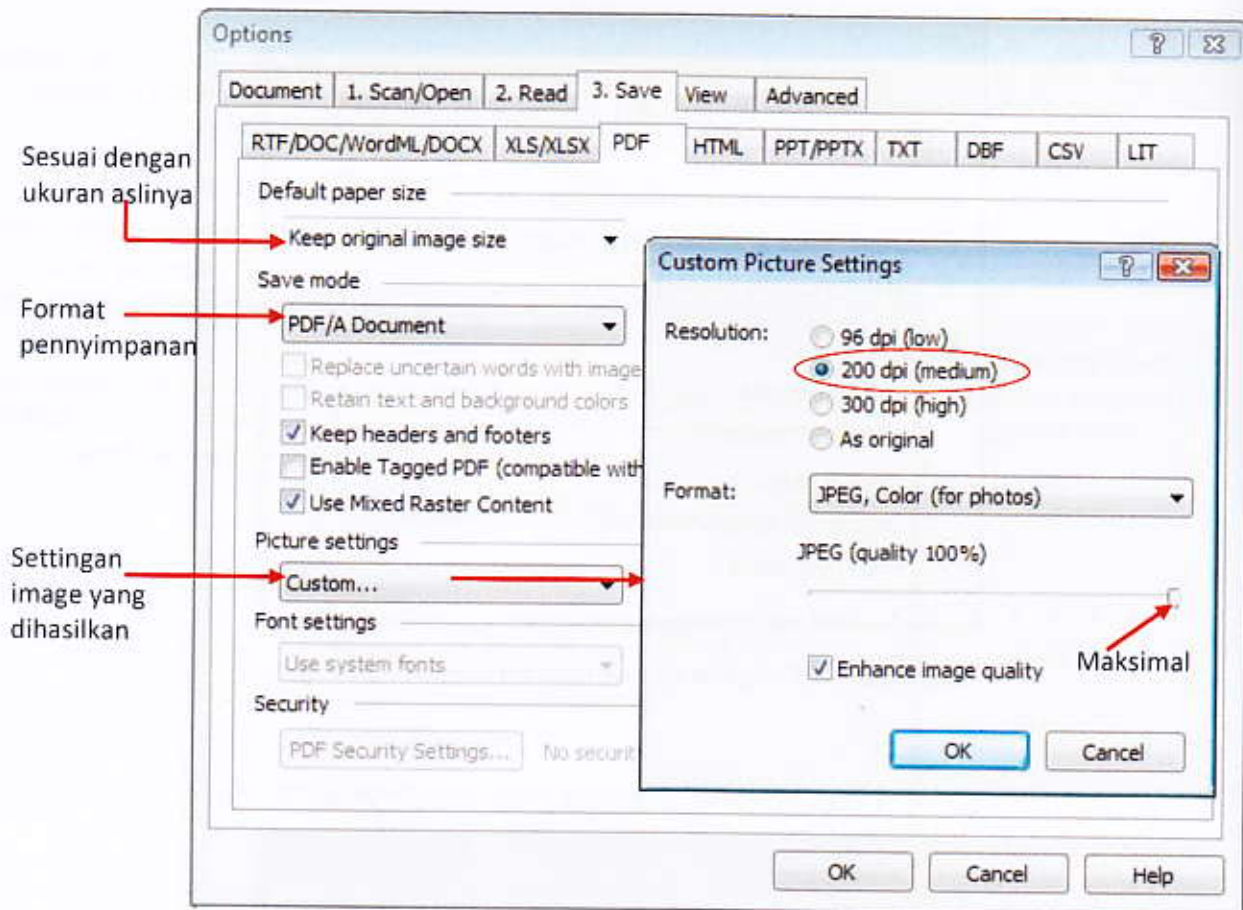 Options
Document 1. Scan/Open 2. Read 3. Save View Advanced
RTF/DOC/WordML/DOCX XLS/XLSX PDF HTML PPT/PPTX TXT DBF CSV LIT
Sesuai dengan
ukuran aslinya
Default paper size
Keep original image size
Save mode
Format
pennyimpanan
PDF/A Document
Replace uncertain words with image
Retain text and background colors
Keep headers and footers
Enable Tagged PDF (compatible with
Use Mixed Raster Content
Picture settings
Settingan
image yang
dihasilkan
Custom...
Font settings
Use system fonts
Security
PDF Security Settings... No securit
Custom Picture Settings
Resolution:
96 dpi (low)
200 dpi (medium)
300 dpi (high)
As original
Format:
JPEG, Color (for photos)
JPEG (quality 100%)
Maksimal
Enhance image quality
OK Cancel
OK Cancel Help